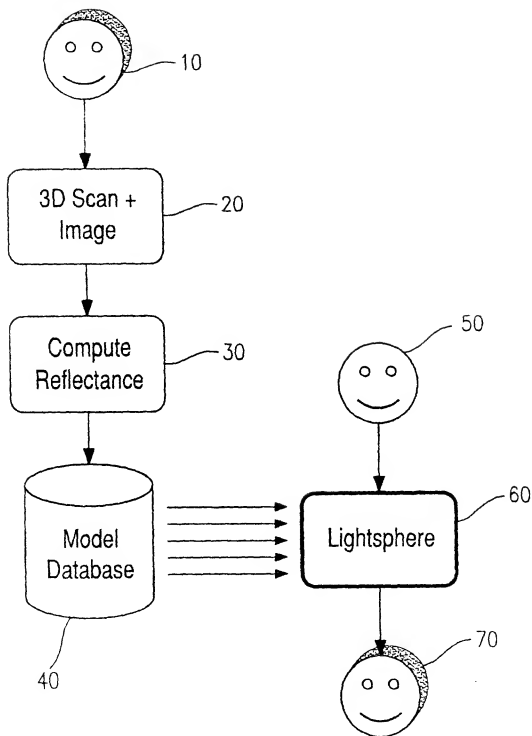 10
3D Scan +
Image
20
Compute
Reflectance
30
Model
Database
40
50
Lightsphere
60
70